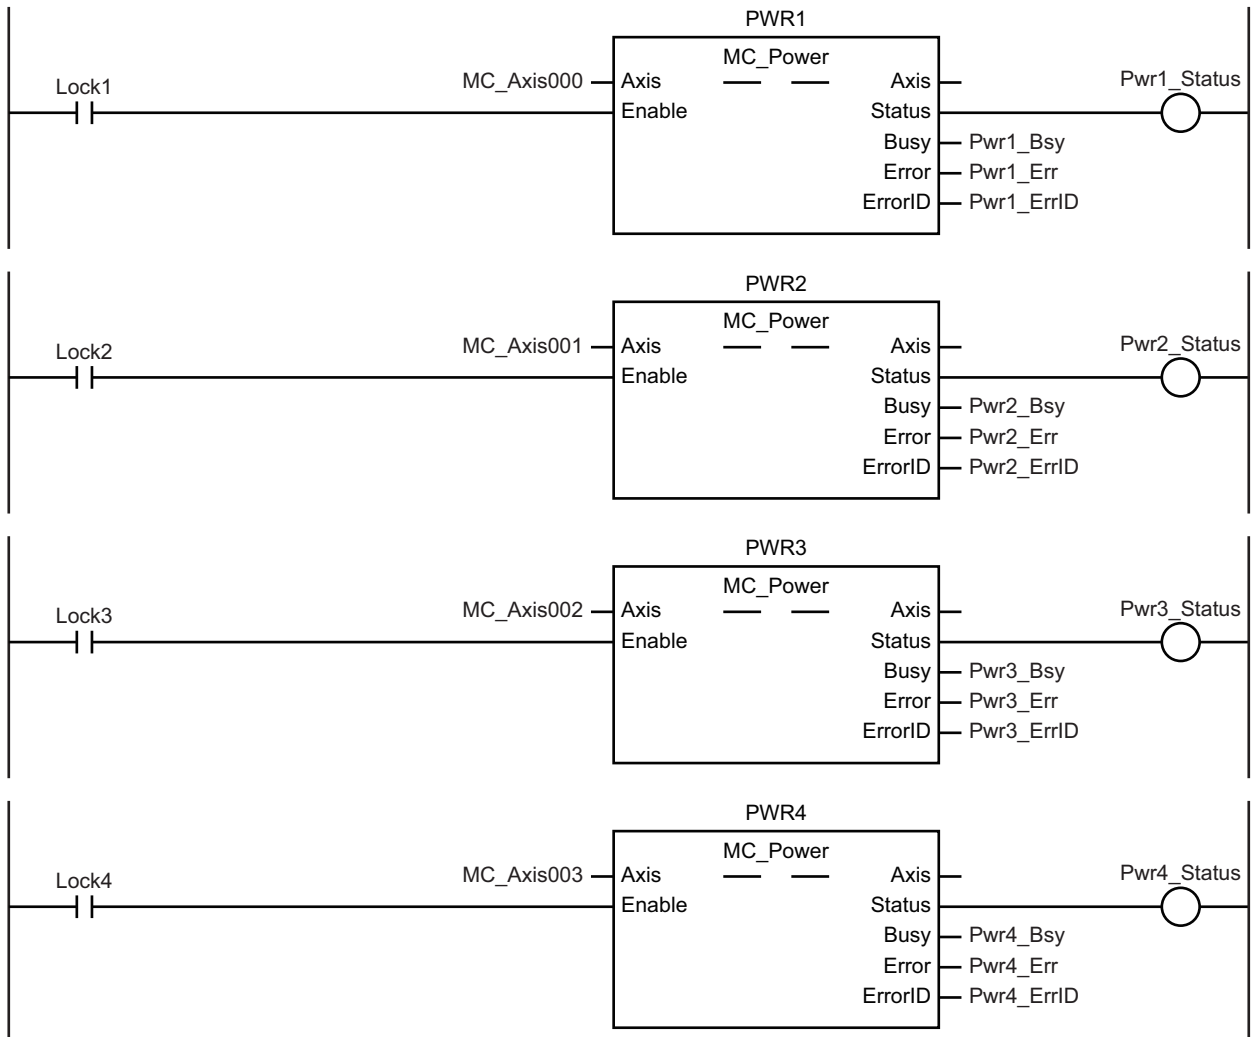 PWR1
MC_Power
Lock1
MC_Axis000
Axis
Axis
Pwr1_Status
Enable
Status
Busy
Pwr1_Bsy
Error
Pwr1_Err
ErrorID
Pwr1_ErrID
PWR2
MC_Power
Lock2
MC_Axis001
Axis
Axis
Pwr2_Status
Enable
Status
Busy
Pwr2_Bsy
Error
Pwr2_Err
ErrorID
Pwr2_ErrID
PWR3
MC_Power
Lock3
MC_Axis002
Axis
Axis
Pwr3_Status
Enable
Status
Busy
Pwr3_Bsy
Error
Pwr3_Err
ErrorID
Pwr3_ErrID
PWR4
MC_Power
Lock4
MC_Axis003
Axis
Axis
Pwr4_Status
Enable
Status
Busy
Pwr4_Bsy
Error
Pwr4_Err
ErrorID
Pwr4_ErrID